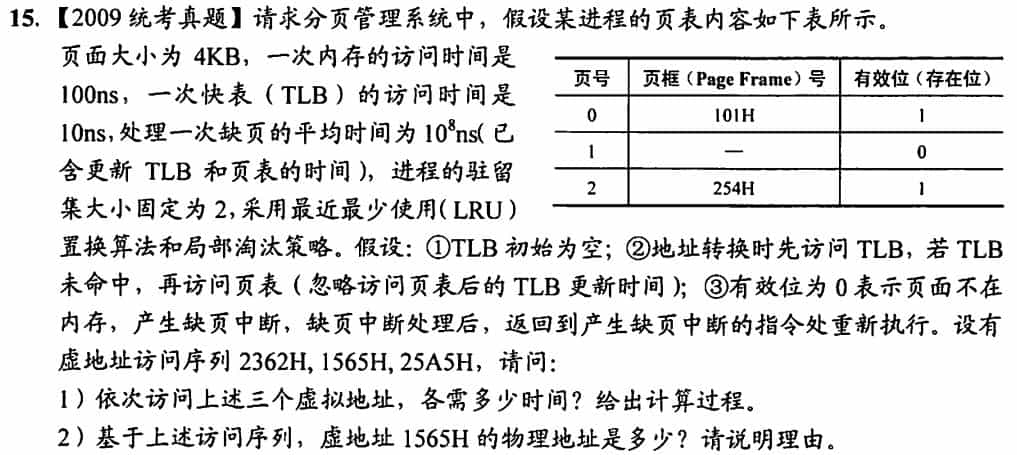 15. 【2009 统考真题】请求分页管理系统中，假设某进程的页表内容如下表所示。
页面大小为 4KB，一次内存的访问时间是
100ns，一次快表（TLB）的访问时间是
10ns,处理一次缺页的平均时间为 10⁸ns(已
含更新 TLB 和页表的时间)，进程的驻留
集大小固定为 2,采用最近最少使用(LRU)
页号 页框（Page Frame）号 有效位（存在位）
0 101H 1
1 — 0
2 254H 1
置换算法和局部淘汰策略。假设：①TLB 初始为空；②地址转换时先访问 TLB，若 TLB
未命中，再访问页表（忽略访问页表后的 TLB 更新时间）；③有效位为 0 表示页面不在
内存，产生缺页中断，缺页中断处理后，返回到产生缺页中断的指令处重新执行。设有
虚地址访问序列 2362H, 1565H, 25A5H，请问：
1）依次访问上述三个虚拟地址，各需多少时间？给出计算过程。
2）基于上述访问序列，虚地址 1565H 的物理地址是多少？请说明理由。